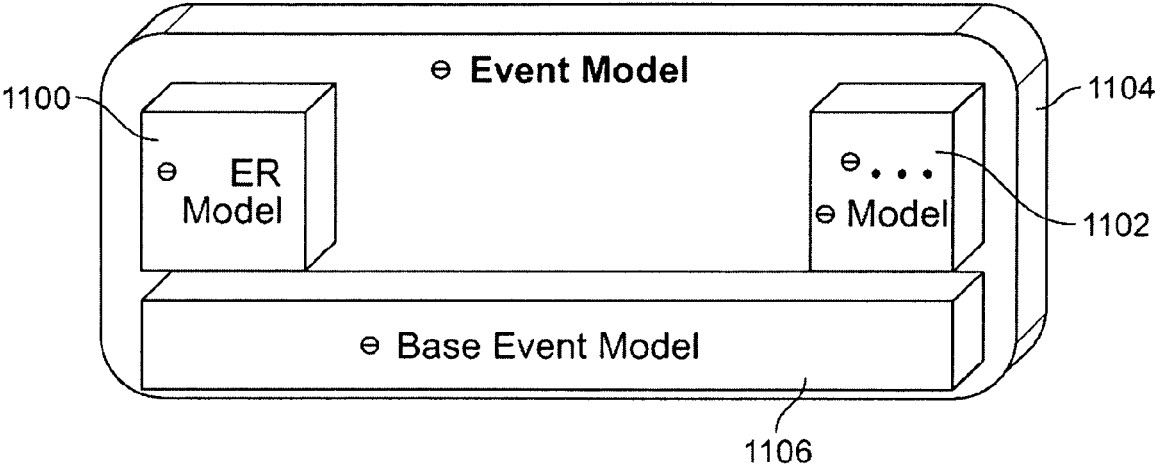 ⊖ Event Model
1100
1104
⊖ ER
Model
⊖ . . .
⊖ Model
1102
⊖ Base Event Model
1106